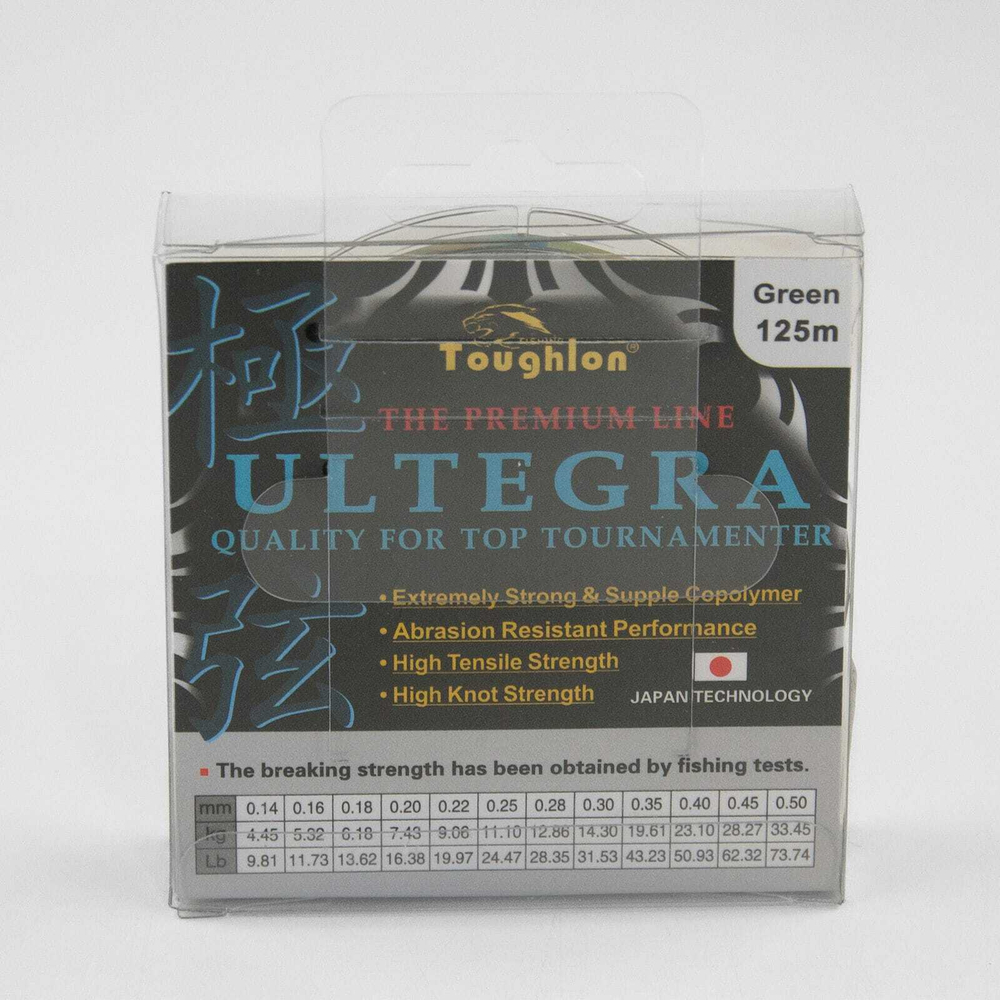 極弦
Green
125m
FISHING
Toughlon®
THE PREMIUM LINE
ULTEGRA
QUALITY FOR TOP TOURNAMENTER
• Extremely Strong & Supple Copolymer
• Abrasion Resistant Performance
• High Tensile Strength
• High Knot Strength
JAPAN TECHNOLOGY
The breaking strength has been obtained by fishing tests.
mm 0.14 0.16 0.18 0.20 0.22 0.25 0.28 0.30 0.35 0.40 0.45 0.50
kg 4.45 5.32 6.18 7.43 9.06 11.10 12.86 14.30 19.61 23.10 28.27 33.45
Lb 9.81 11.73 13.62 16.38 19.97 24.47 28.35 31.53 43.23 50.93 62.32 73.74